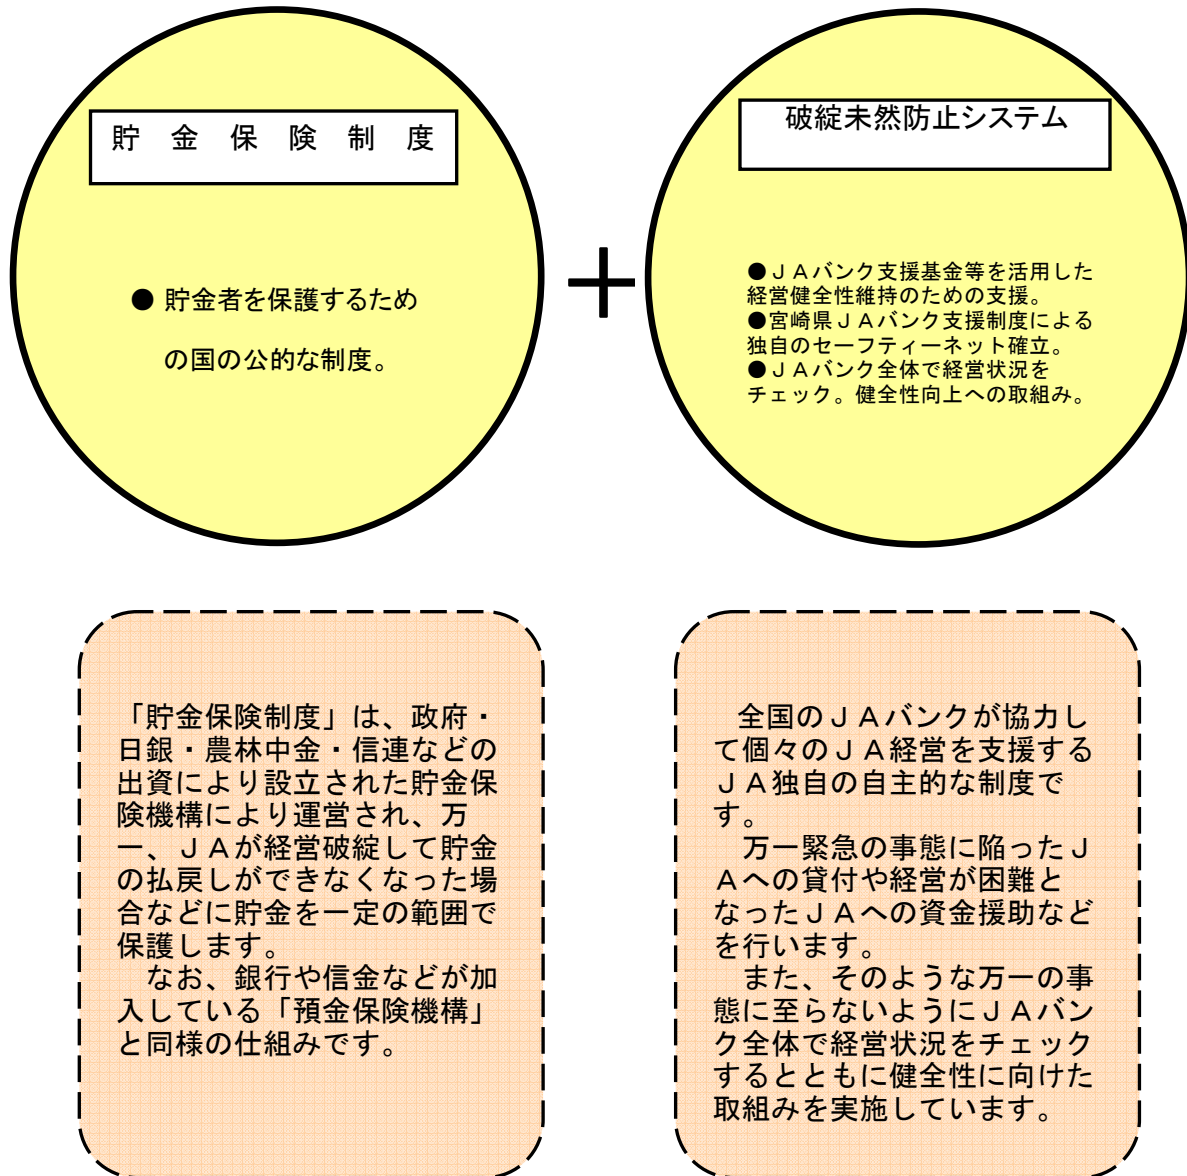 貯金保険制度
● 貯金者を保護するため
の国の公的な制度。
＋
破綻未然防止システム
●ＪＡバンク支援基金等を活用した
経営健全性維持のための支援。
●宮崎県ＪＡバンク支援制度による
独自のセーフティーネット確立。
●ＪＡバンク全体で経営状況を
チェック。健全性向上への取組み。
「貯金保険制度」は、政府・
日銀・農林中金・信連などの
出資により設立された貯金保
険機構により運営され、万
一、ＪＡが経営破綻して貯金
の払戻しができなくなった場
合などに貯金を一定の範囲で
保護します。
なお、銀行や信金などが加
入している「預金保険機構」
と同様の仕組みです。
全国のＪＡバンクが協力し
て個々のＪＡ経営を支援する
ＪＡ独自の自主的な制度で
す。
万一緊急の事態に陥ったＪ
Ａへの貸付や経営が困難と
なったＪＡへの資金援助など
を行います。
また、そのような万一の事
態に至らないようにＪＡバン
ク全体で経営状況をチェック
するとともに健全性に向けた
取組みを実施しています。